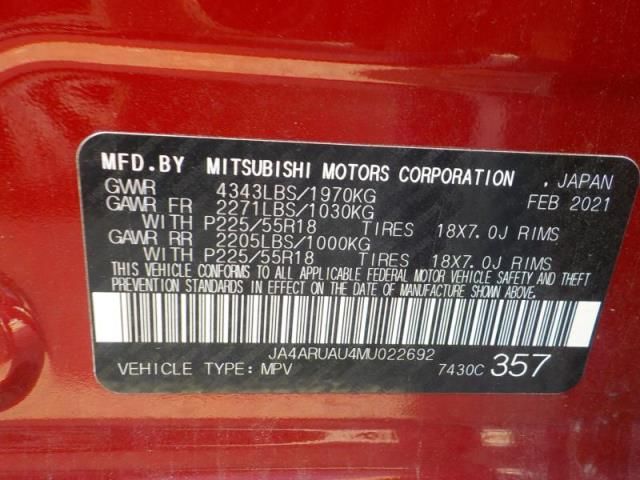 MFD.BY MITSUBISHI MOTORS CORPORATION , JAPAN
GVWR 4343LBS/1970KG FEB 2021
GAWR FR 2271LBS/1030KG
WITH P225/55R18 TIRES 18X7.0J RIMS
GAWR RR 2205LBS/1000KG
WITH P225/55R18 TIRES 18X7.0J RIMS
THIS VEHICLE CONFORMS TO ALL APPLICABLE FEDERAL MOTOR VEHICLE SAFETY AND THEFT
PREVENTION STANDARDS IN EFFECT ON THE DATE OF MANUFACTURE SHOWN ABOVE.
JA4ARUAU4MU022692
VEHICLE TYPE: MPV 7430C 357